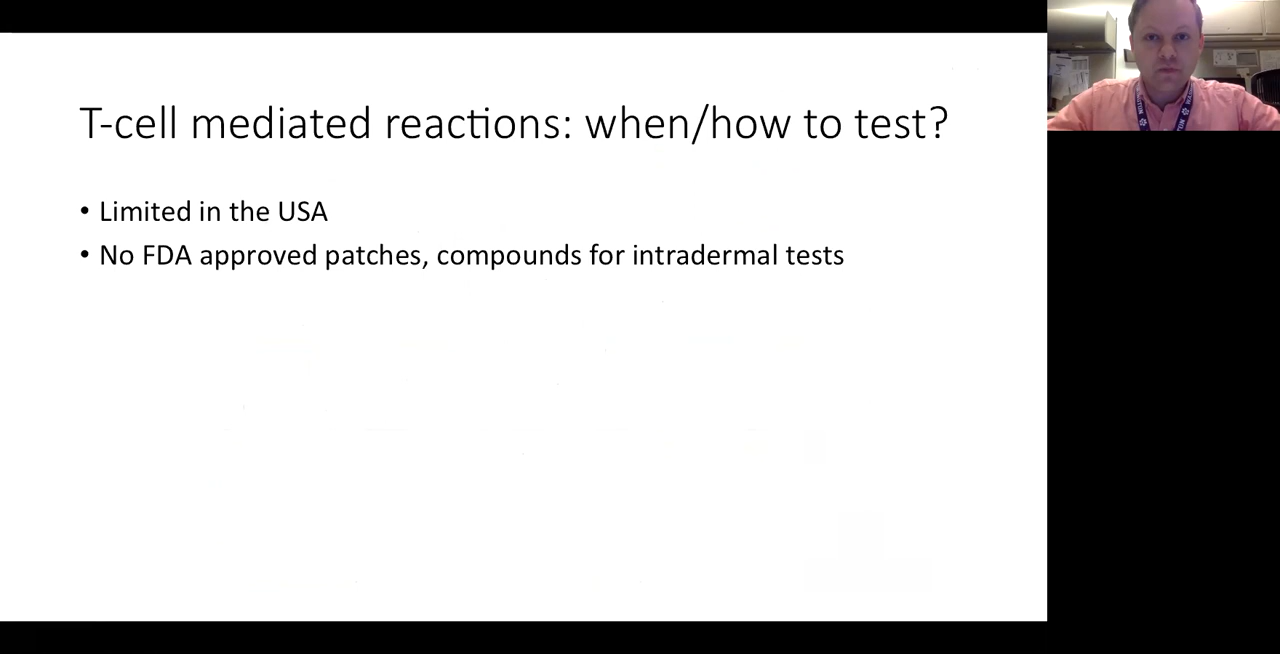 T-cell mediated reactions: when/how to test?
• Limited in the USA
• No FDA approved patches, compounds for intradermal tests